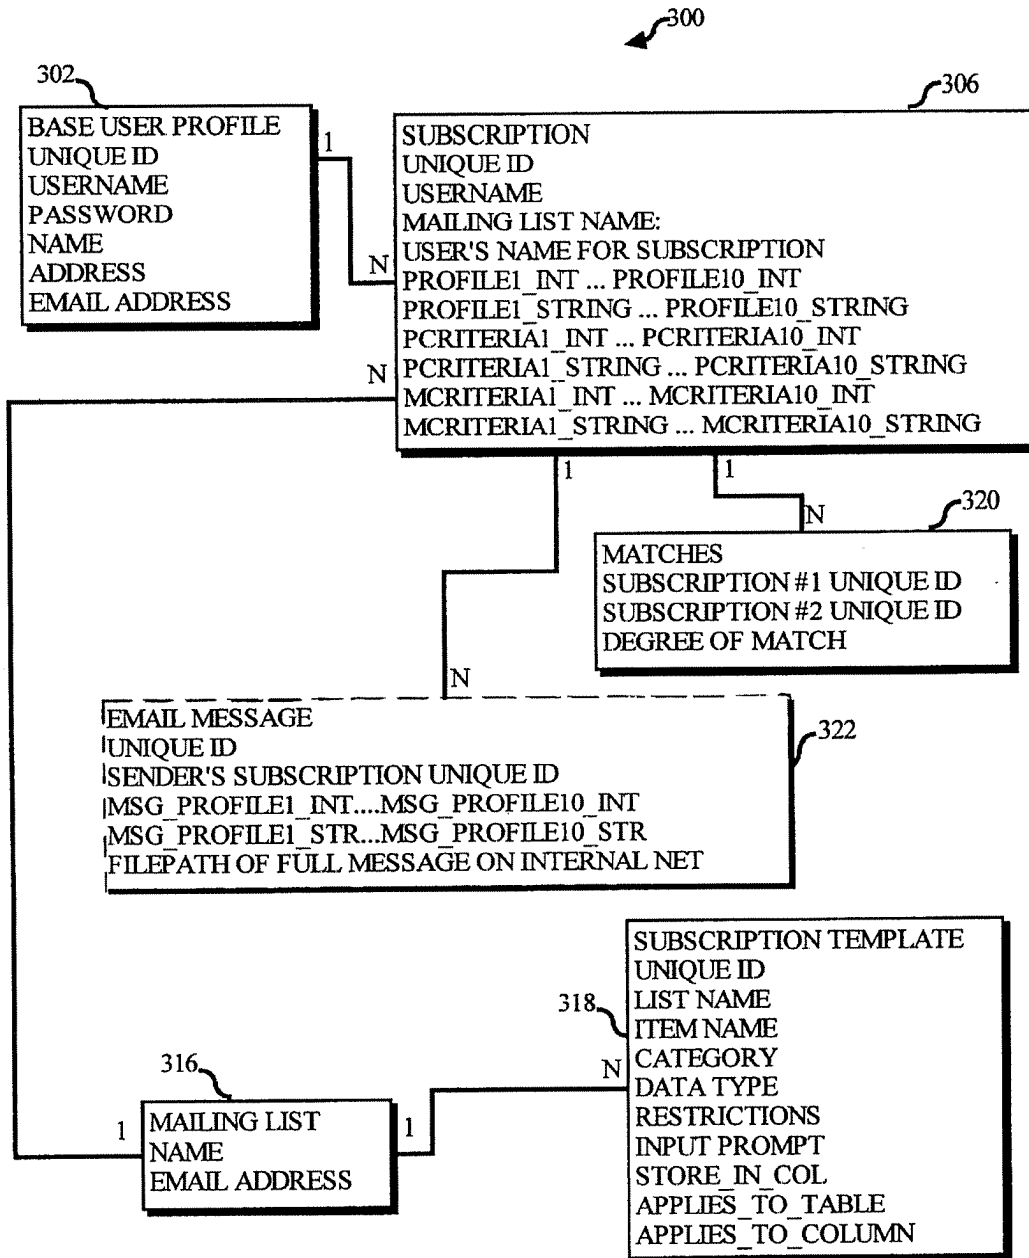 300
302
BASE USER PROFILE
UNIQUE ID
USERNAME
PASSWORD
NAME
ADDRESS
EMAIL ADDRESS
1
N
306
SUBSCRIPTION
UNIQUE ID
USERNAME
MAILING LIST NAME:
USER'S NAME FOR SUBSCRIPTION
PROFILE1_INT ... PROFILE10_INT
PROFILE1_STRING ... PROFILE10_STRING
PCRITERIA1_INT ... PCRITERIA10_INT
PCRITERIA1_STRING ... PCRITERIA10_STRING
MCRITERIA1_INT ... MCRITERIA10_INT
MCRITERIA1_STRING ... MCRITERIA10_STRING
N
1
1
N
320
MATCHES
SUBSCRIPTION #1 UNIQUE ID
SUBSCRIPTION #2 UNIQUE ID
DEGREE OF MATCH
N
322
EMAIL MESSAGE
UNIQUE ID
SENDER'S SUBSCRIPTION UNIQUE ID
MSG_PROFILE1_INT....MSG_PROFILE10_INT
MSG_PROFILE1_STR...MSG_PROFILE10_STR
FILEPATH OF FULL MESSAGE ON INTERNAL NET
318
SUBSCRIPTION TEMPLATE
UNIQUE ID
LIST NAME
ITEM NAME
CATEGORY
DATA TYPE
RESTRICTIONS
INPUT PROMPT
STORE_IN_COL
APPLIES_TO_TABLE
APPLIES_TO_COLUMN
N
316
1
MAILING LIST
NAME
EMAIL ADDRESS
1